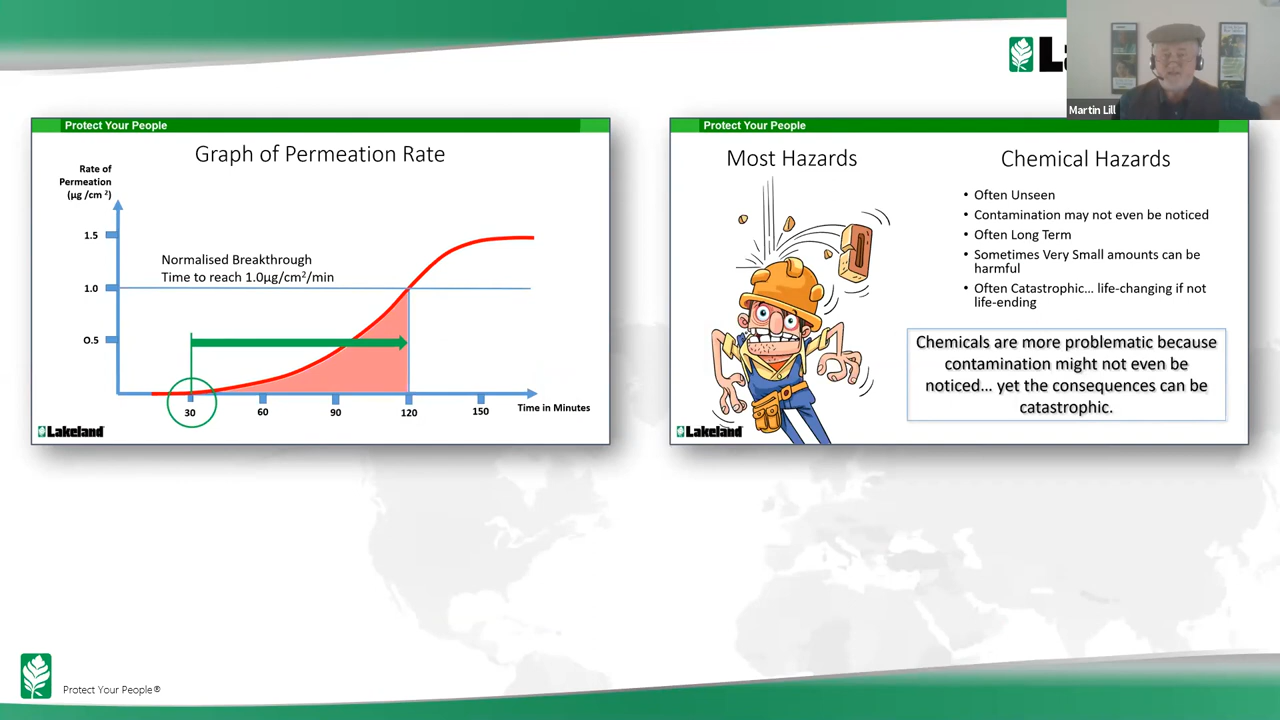 Martin Lill
Protect Your People
Graph of Permeation Rate
Rate of
Permeation
(µg /cm ²)
1.5
Normalised Breakthrough
Time to reach 1.0µg/cm²/min
1.0
0.5
30
60
90
120
150
Time in Minutes
Lakeland
Protect Your People
Most Hazards
Chemical Hazards
• Often Unseen
• Contamination may not even be noticed
• Often Long Term
• Sometimes Very Small amounts can be
harmful
• Often Catastrophic… life-changing if not
life-ending
Chemicals are more problematic because
contamination might not even be
noticed… yet the consequences can be
catastrophic.
Lakeland
Protect Your People®